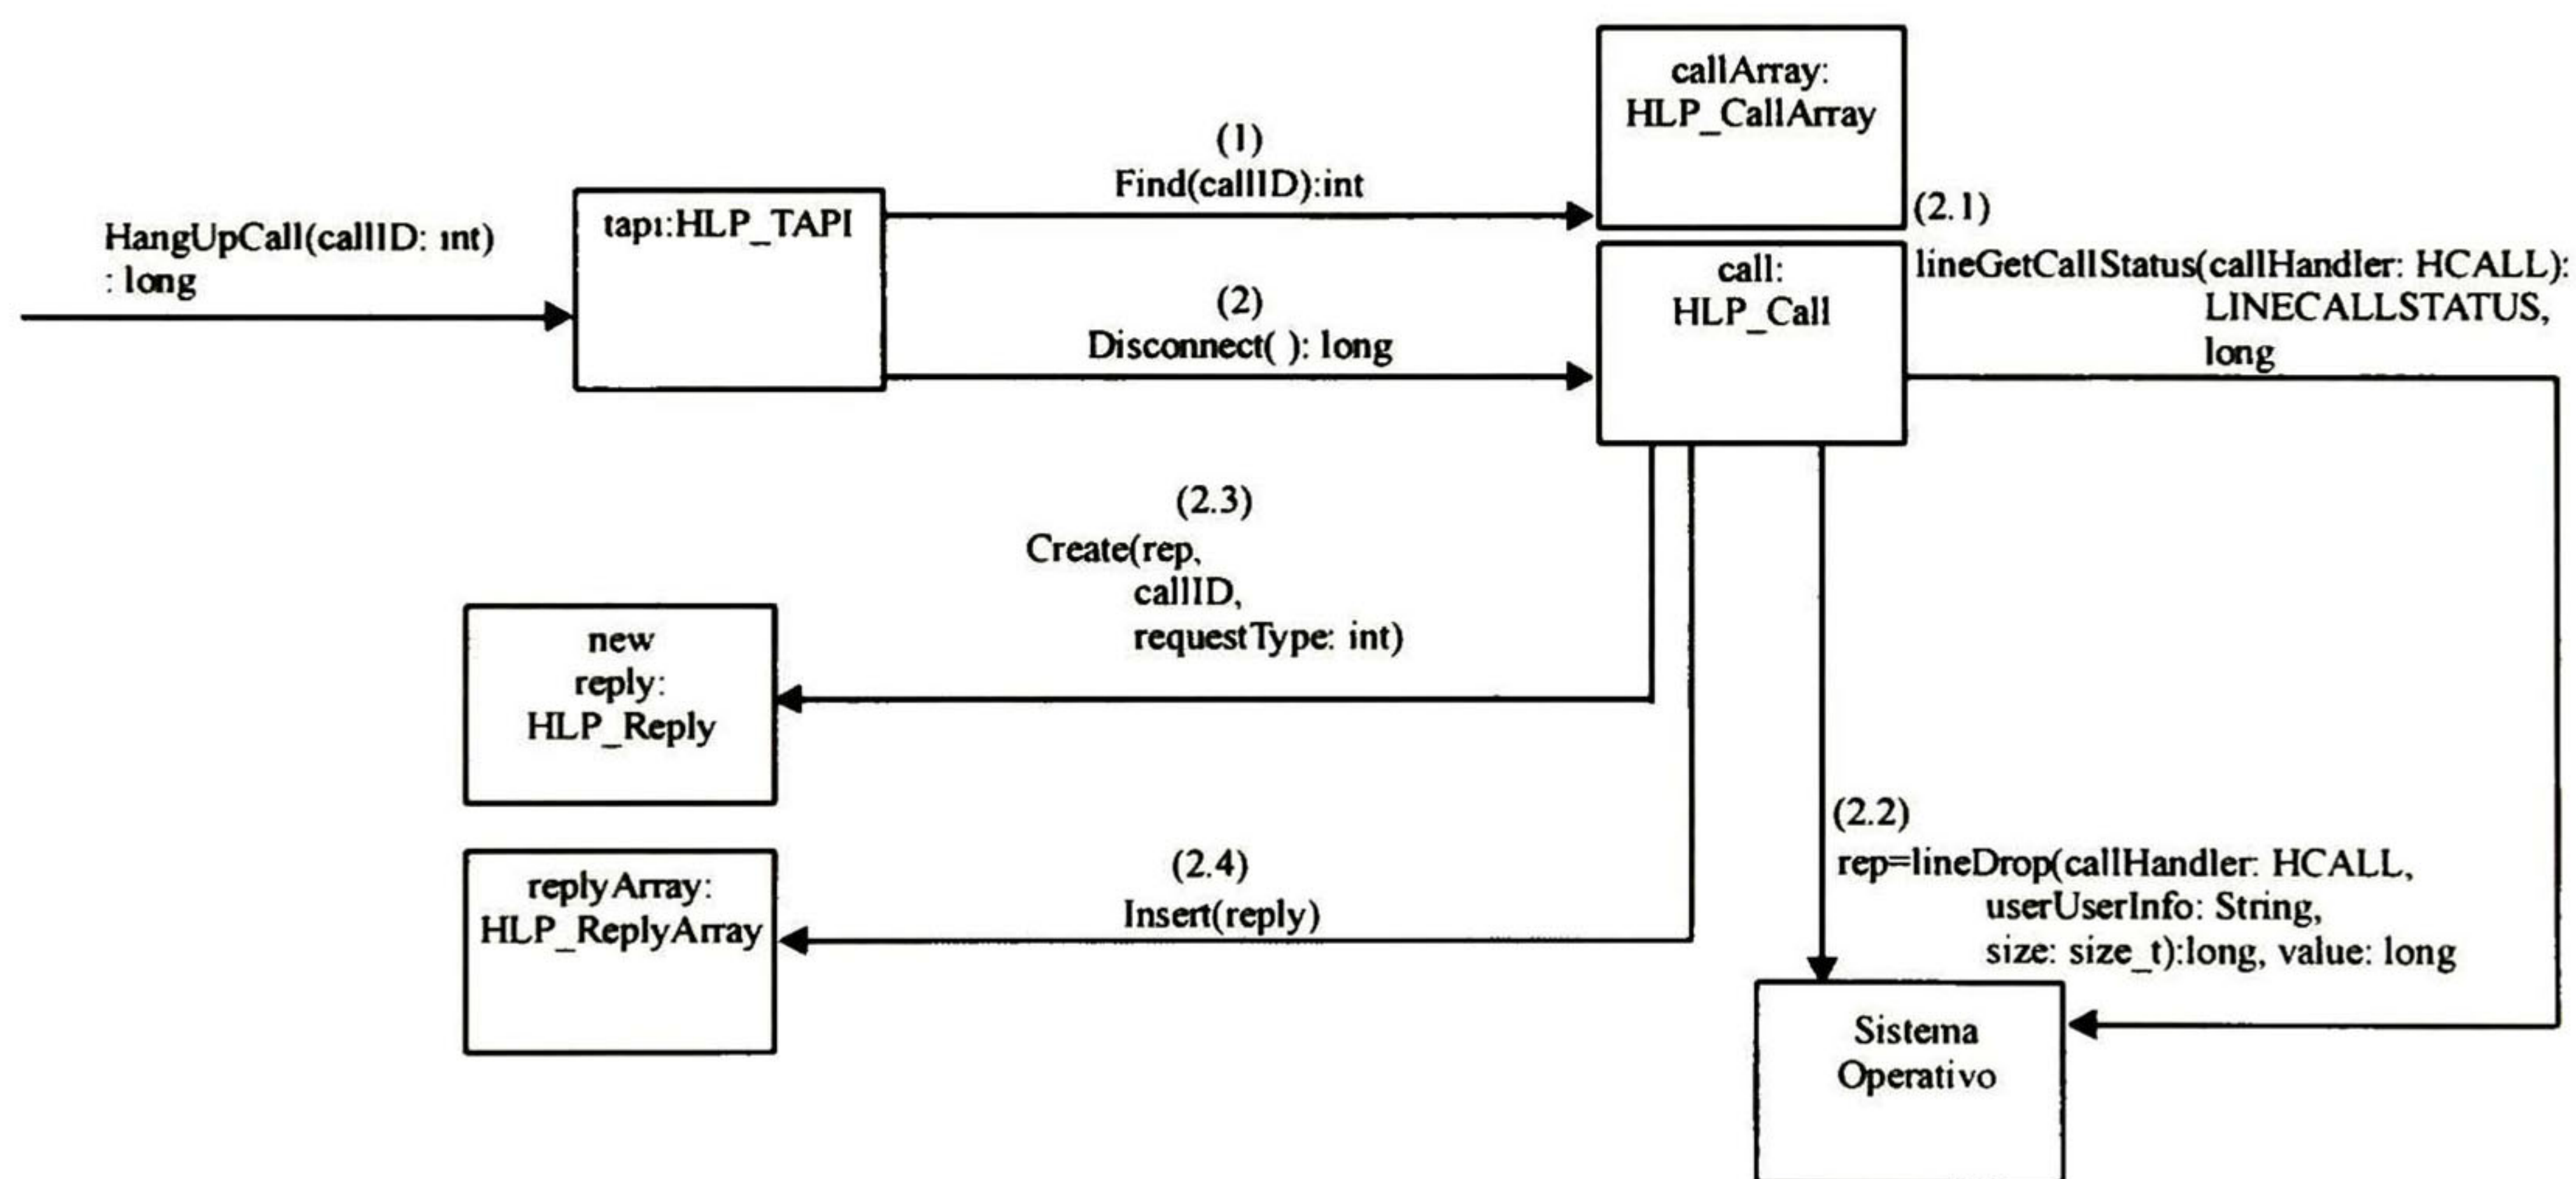 callArray:
HLP_CallArray
(1)
Find(callID):int
HangUpCall(callID: int)
: long
tapi:HLP_TAPI
(2.1)
lineGetCallStatus(callHandler: HCALL):
LINECALLSTATUS,
long
call:
HLP_Call
(2)
Disconnect( ): long
(2.3)
Create(rep,
callID,
requestType: int)
new
reply:
HLP_Reply
(2.2)
rep=lineDrop(callHandler: HCALL,
userUserInfo: String,
size: size_t):long, value: long
(2.4)
Insert(reply)
replyArray:
HLP_ReplyArray
Sistema
Operativo